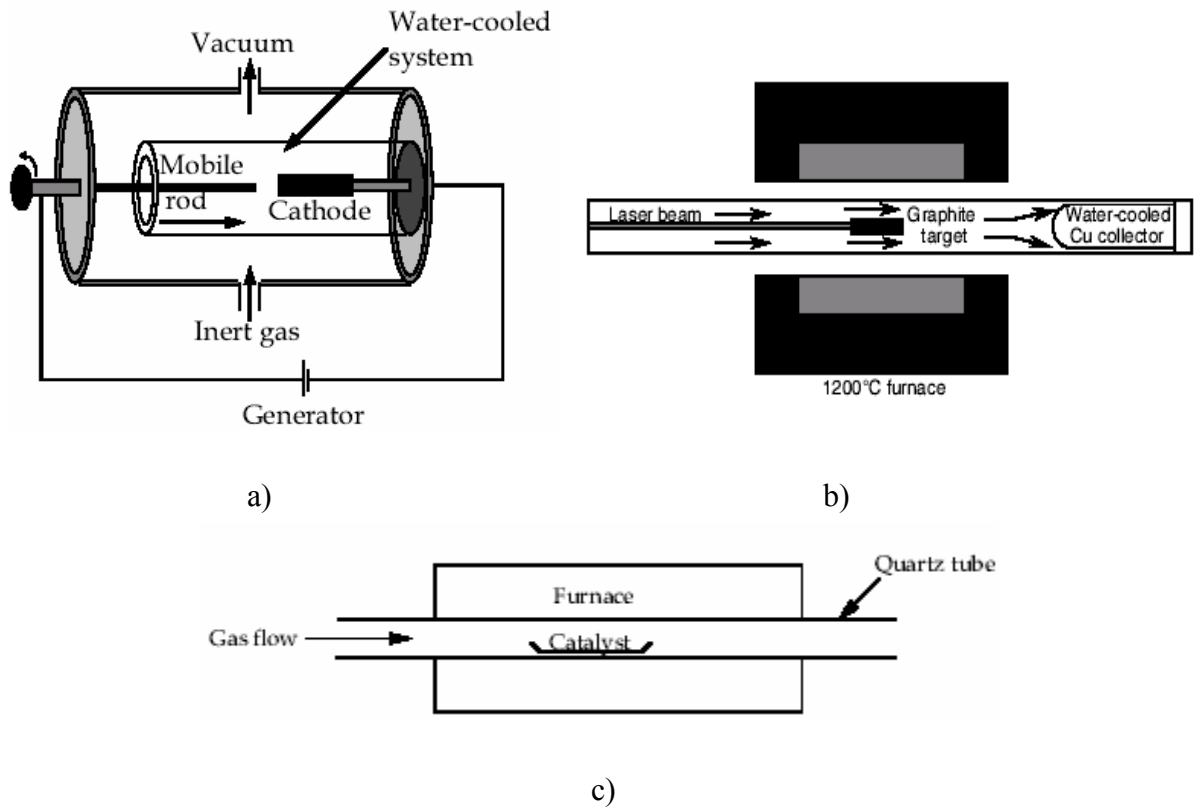 Water-cooled
system
Vacuum
Mobile
rod
Cathode
Inert gas
Generator
a)
Laser beam
Graphite
target
Water-cooled
Cu collector
1200°C furnace
b)
Quartz tube
Furnace
Gas flow
Catalyst
c)